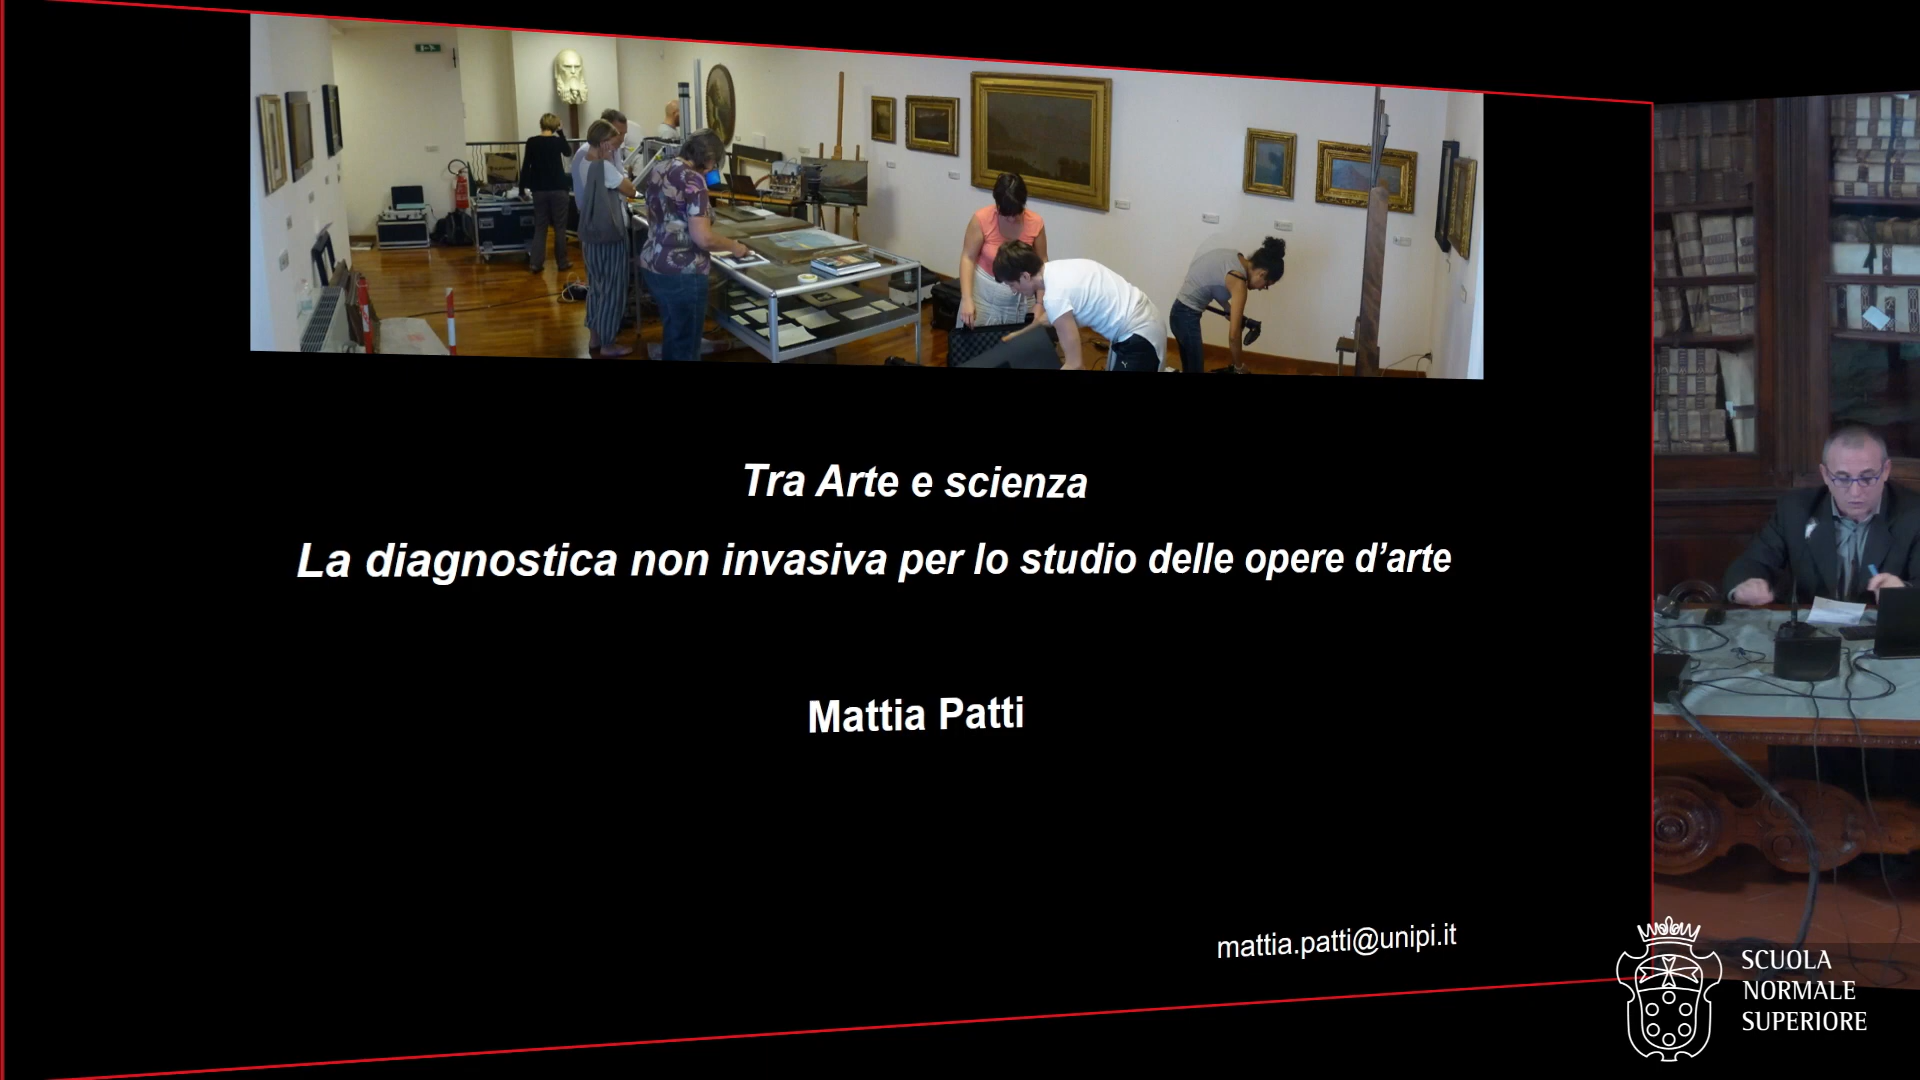 Tra Arte e scienza
La diagnostica non invasiva per lo studio delle opere d’arte
Mattia Patti
mattia.patti@unipi.it
SCUOLA
NORMALE
SUPERIORE